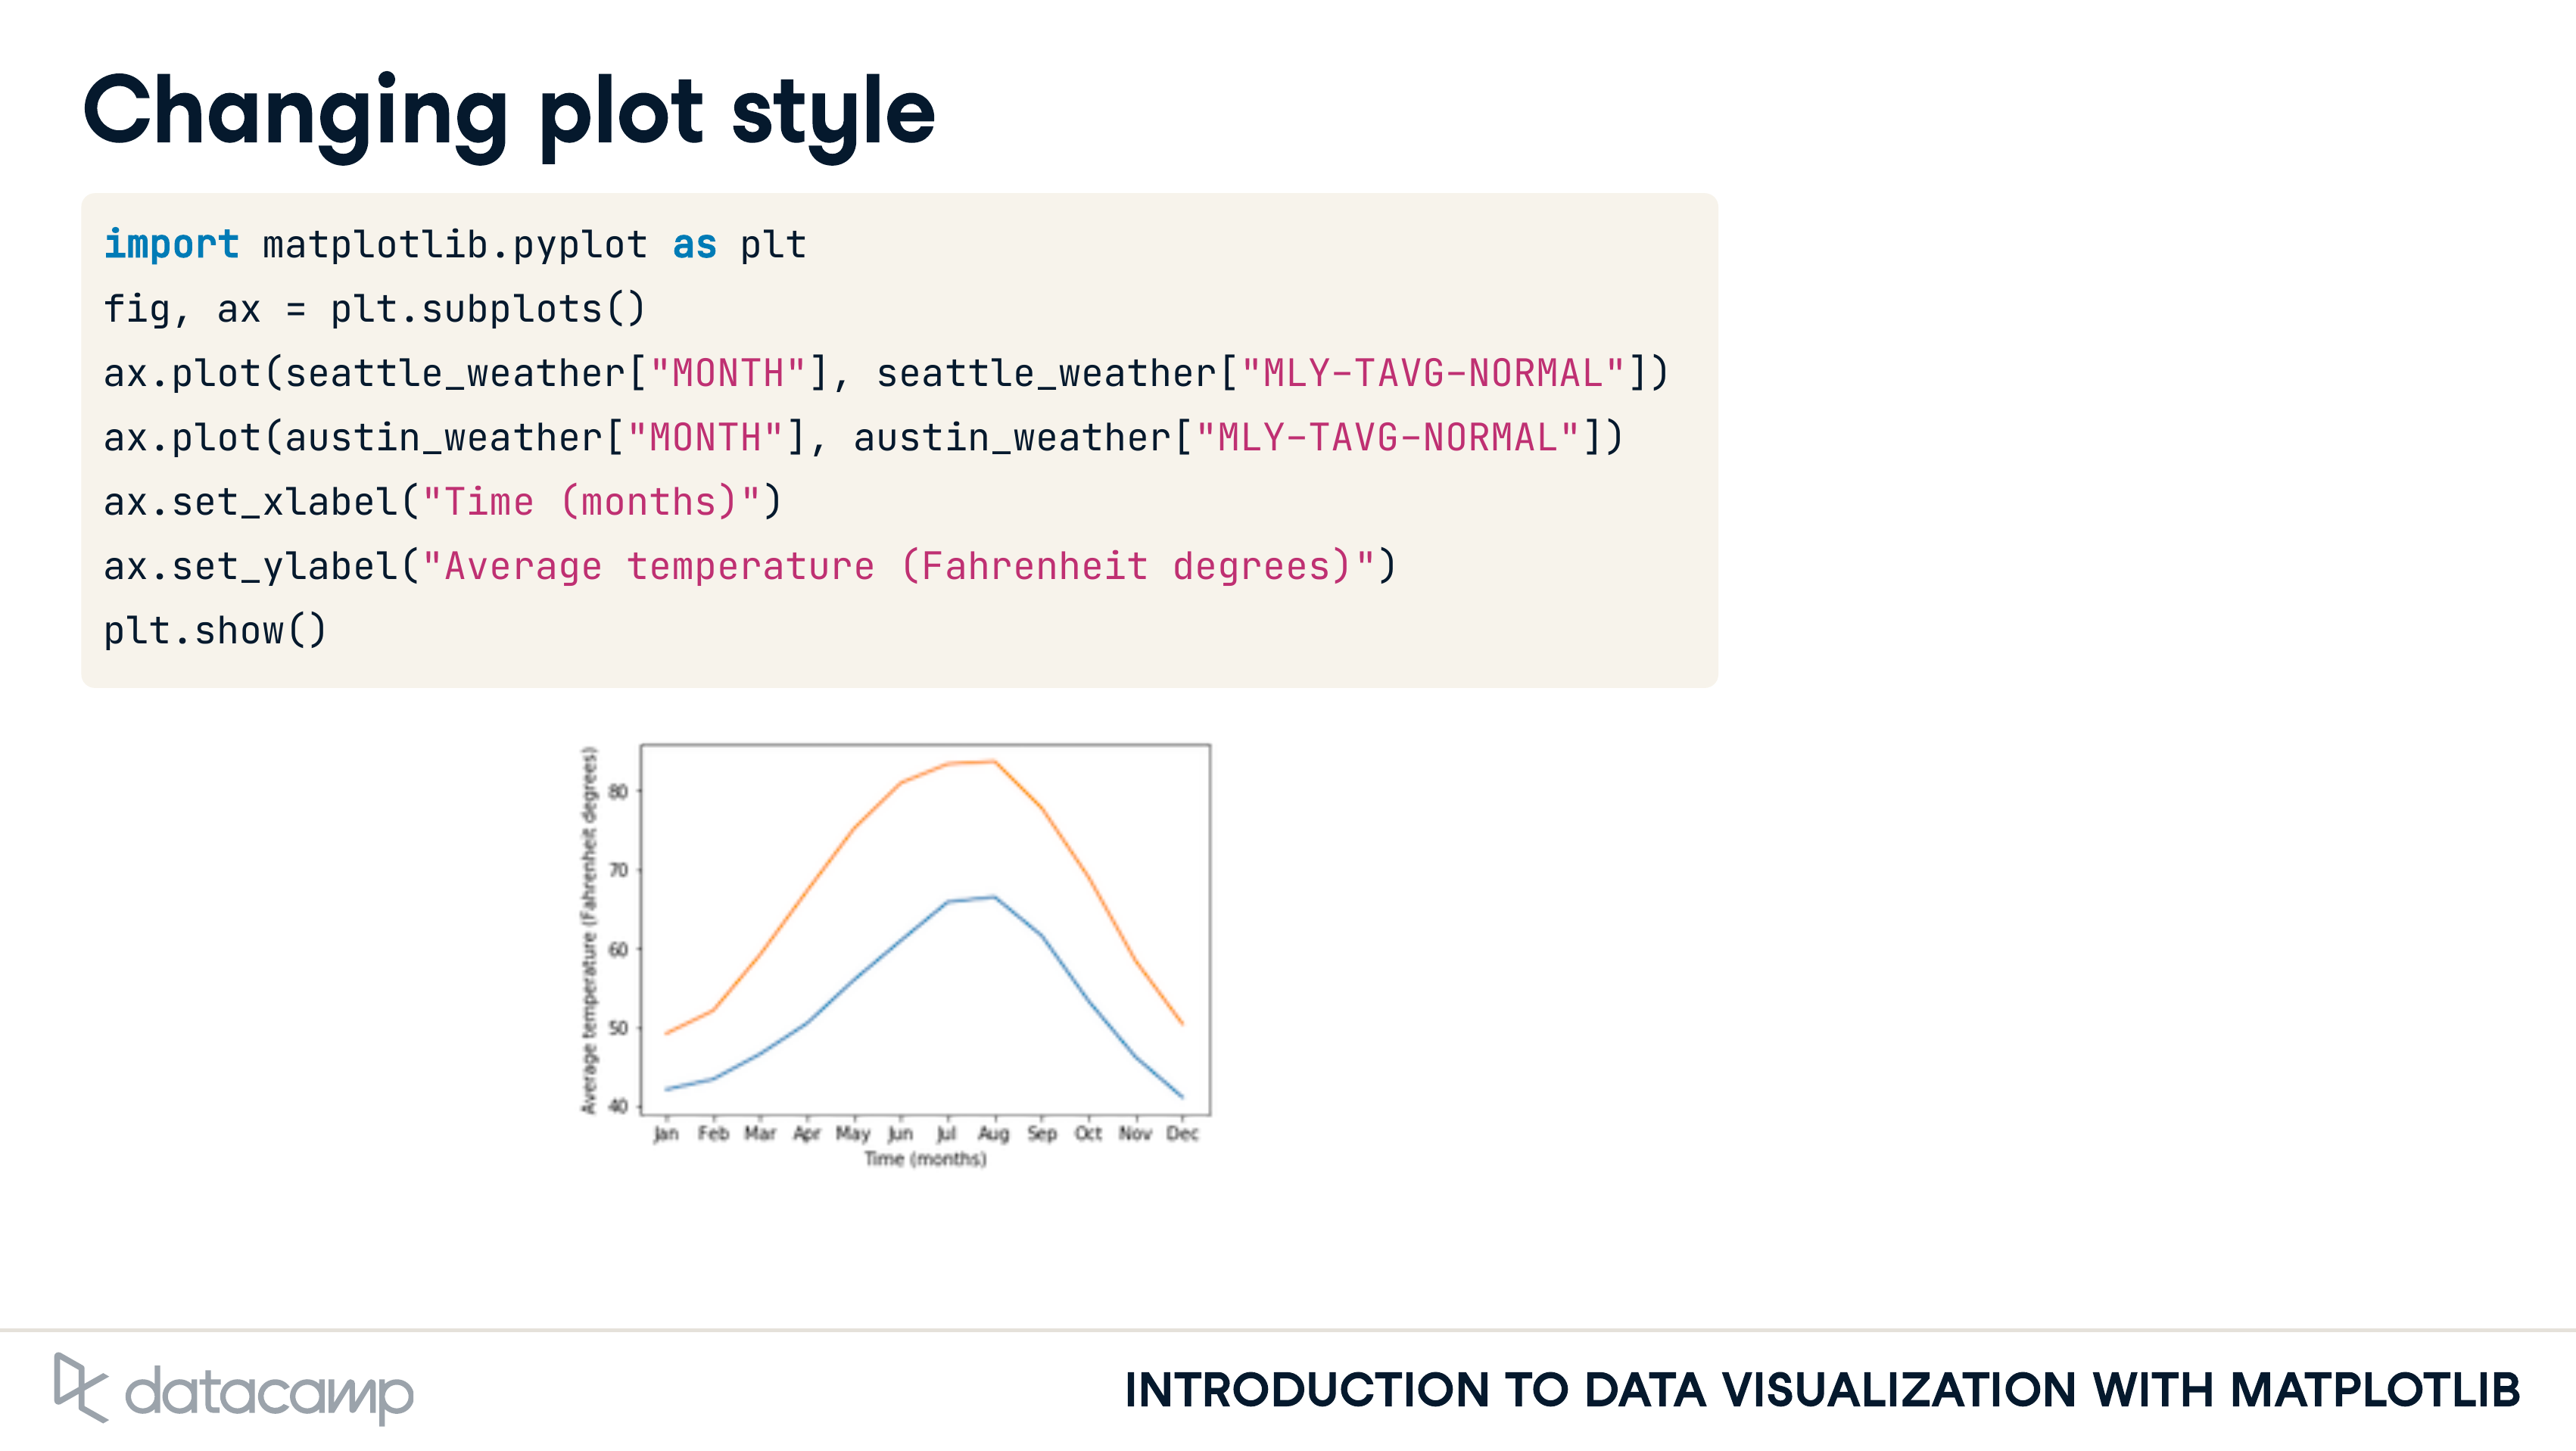 Changing plot style
import matplotlib.pyplot as plt
fig, ax = plt.subplots()
ax.plot(seattle_weather["MONTH"], seattle_weather["MLY-TAVG-NORMAL"])
ax.plot(austin_weather["MONTH"], austin_weather["MLY-TAVG-NORMAL"])
ax.set_xlabel("Time (months)")
ax.set_ylabel("Average temperature (Fahrenheit degrees)")
plt.show()
Average temperature (Fahrenheit degrees)
80
70
60
50
40
Jan Feb Mar Apr May Jun Jul Aug Sep Oct Nov Dec
Time (months)
datacamp
INTRODUCTION TO DATA VISUALIZATION WITH MATPLOTLIB